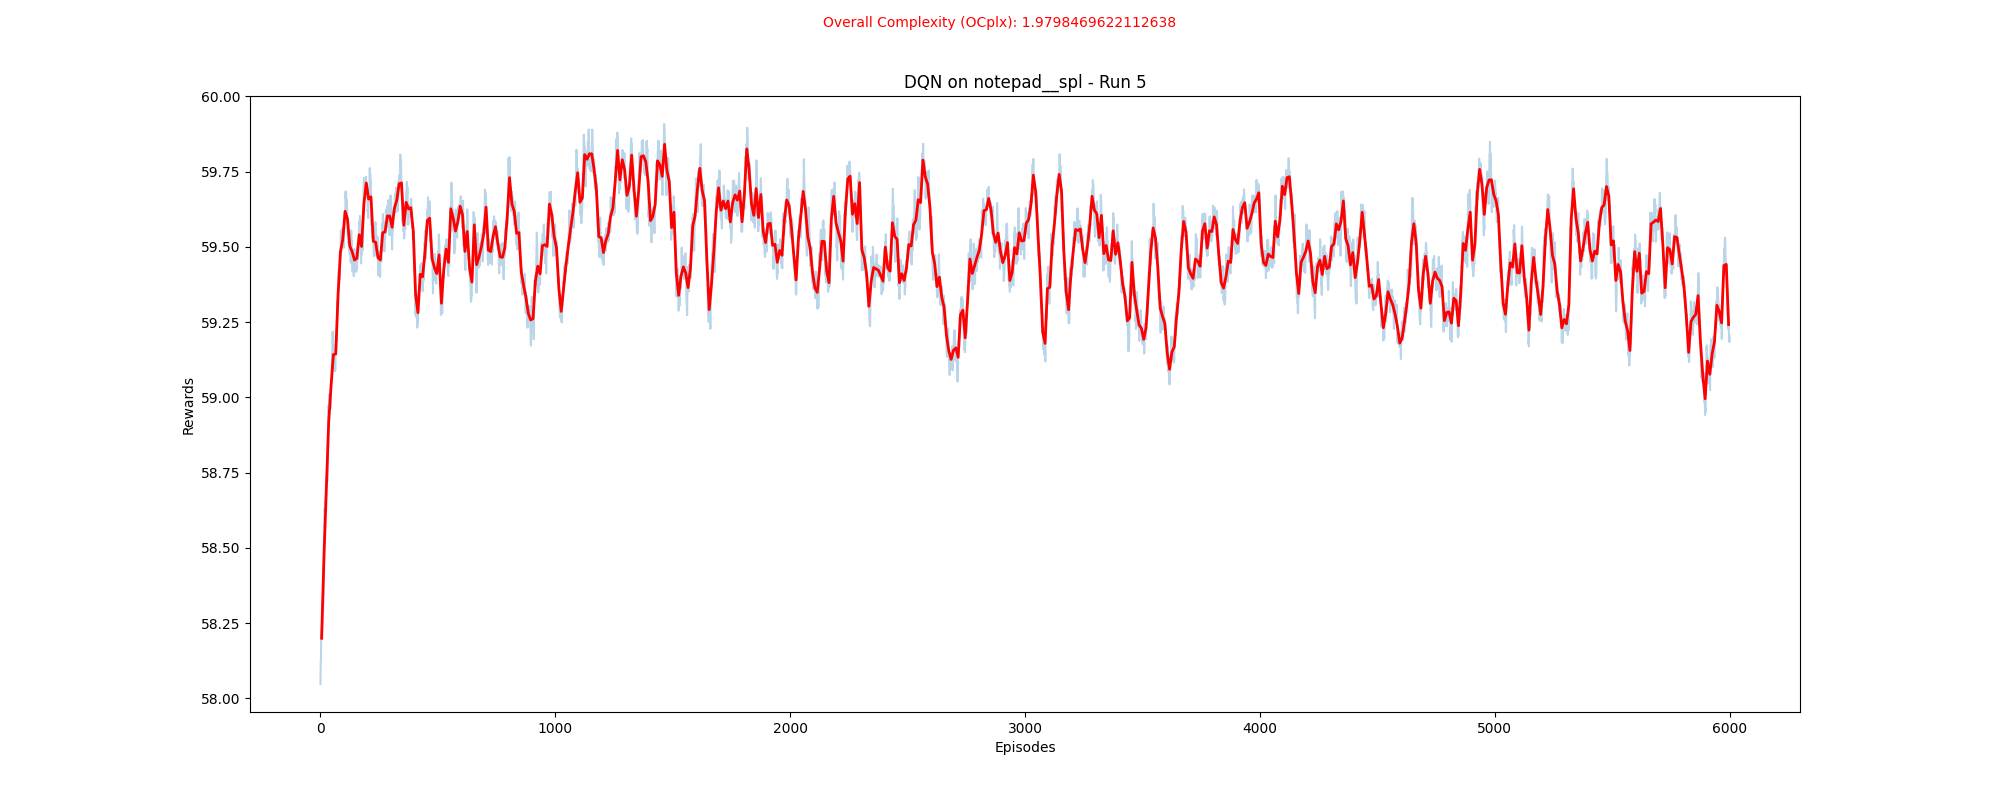 Overall Complexity (OCplx): 1.9798469622112638
DQN on notepad__spl - Run 5
60.00
59.75
59.50
59.25
59.00
58.75
58.50
58.25
58.00
Rewards
0 1000 2000 3000 4000 5000 6000
Episodes